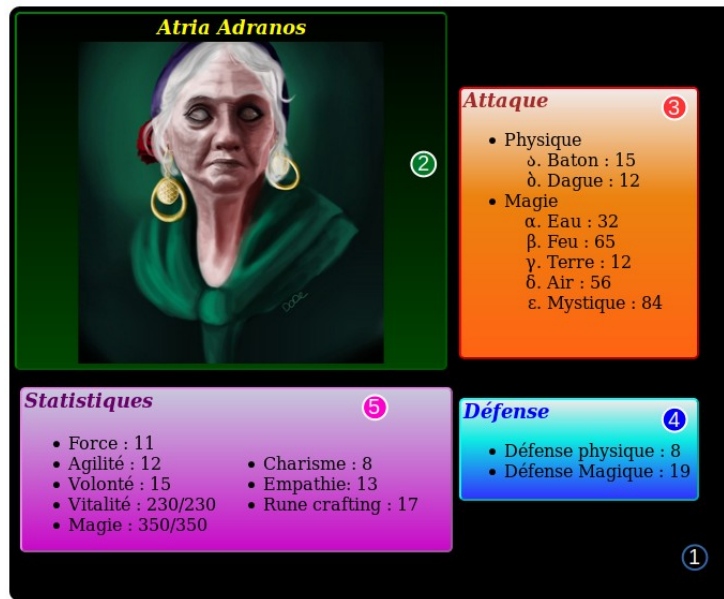 Atria Adranos
2
Attaque
3
• Physique
ა. Baton : 15
ბ. Dague : 12
• Magie
α. Eau : 32
β. Feu : 65
γ. Terre : 12
δ. Air : 56
ε. Mystique : 84
Statistiques
5
• Force : 11
• Agilité : 12
• Volonté : 15
• Vitalité : 230/230
• Magie : 350/350
• Charisme : 8
• Empathie: 13
• Rune crafting : 17
Défense
4
• Défense physique : 8
• Défense Magique : 19
1